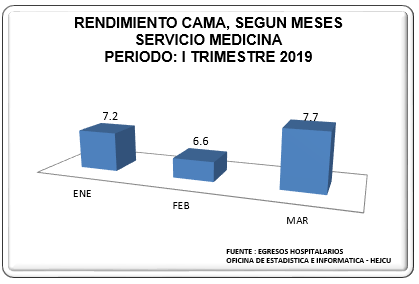 RENDIMIENTO CAMA, SEGUN MESES
SERVICIO MEDICINA
PERIODO: I TRIMESTRE 2019
7.2
6.6
7.7
ENE
FEB
MAR
FUENTE : EGRESOS HOSPITALARIOS
OFICINA DE ESTADISTICA E INFORMATICA - HEJCU